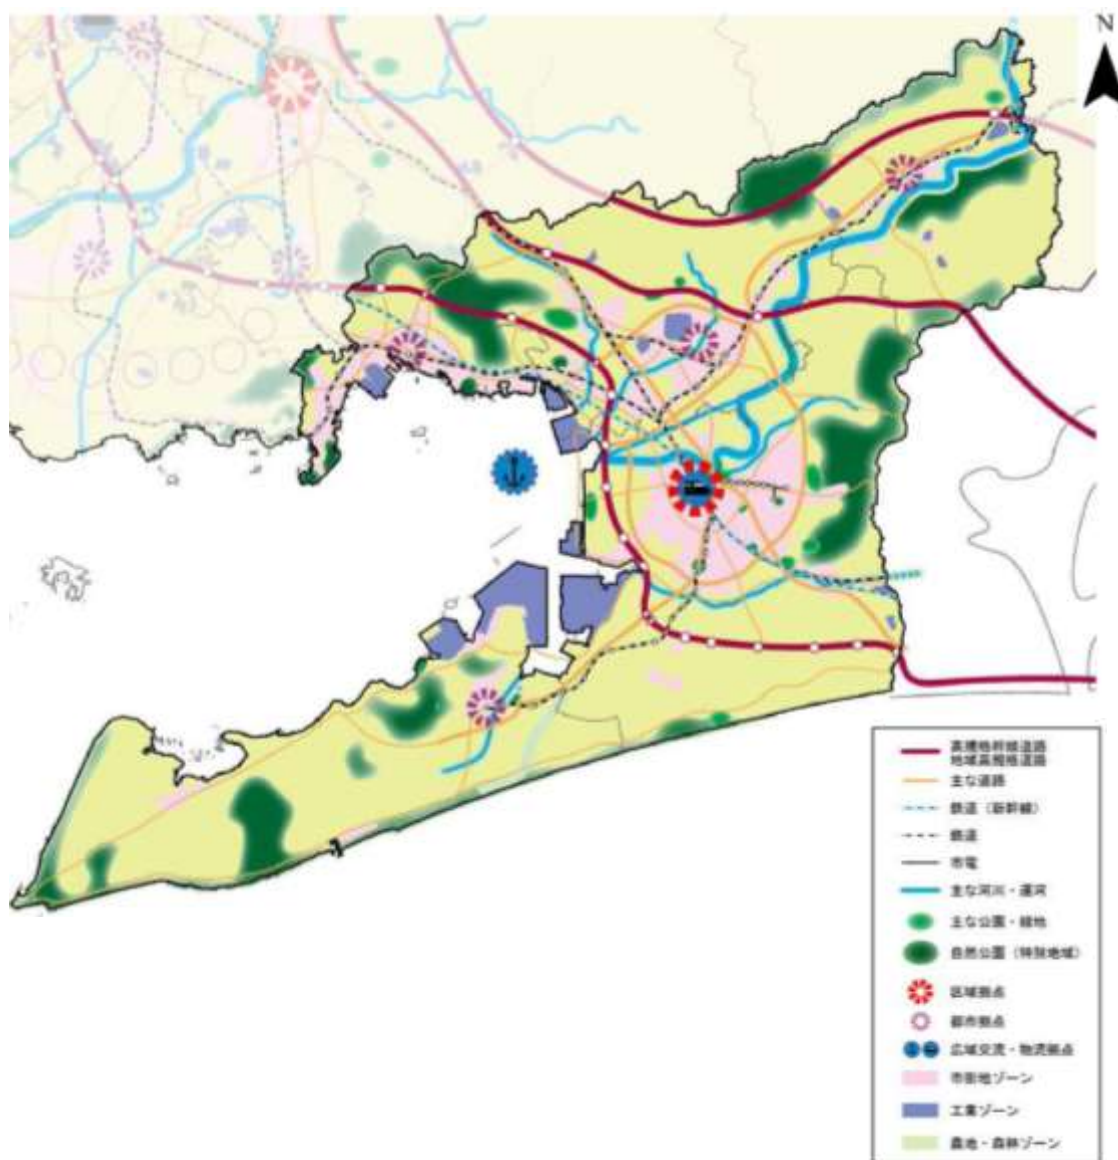 N
高規格幹線道路
地域高規格道路
主な道路
鉄道（新幹線）
鉄道
市電
主な河川・運河
主な公園・緑地
自然公園（特別地域）
区域拠点
都市拠点
広域交流・物流拠点
市街地ゾーン
工業ゾーン
農地・森林ゾーン